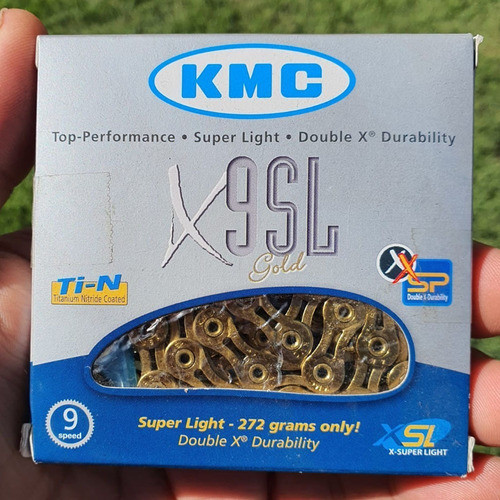 KMC
Top-Performance • Super Light • Double X® Durability
X9SL
Gold
Ti-N
Titanium Nitride Coated
X
SP
Double X-Durability
9
speed
Super Light - 272 grams only!
Double X® Durability
XSL
X-SUPER LIGHT